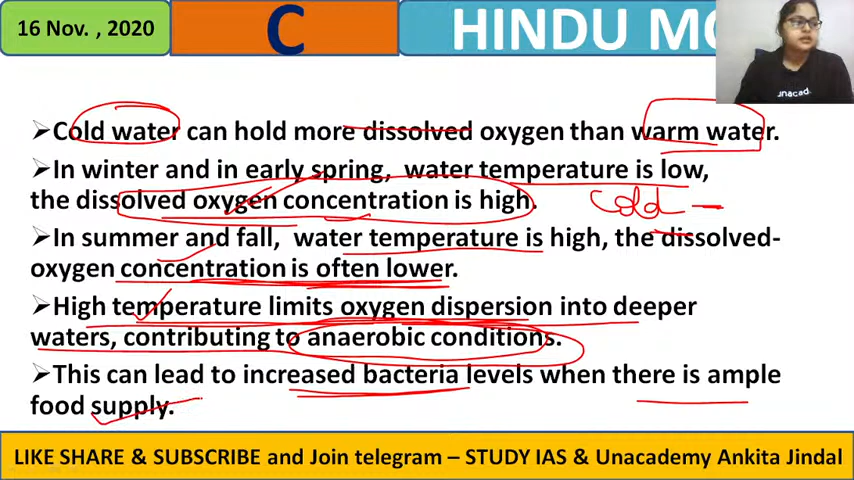 16 Nov. , 2020
C
HINDU
unacad
➢Cold water can hold more dissolved oxygen than warm water.
➢In winter and in early spring, water temperature is low,
the dissolved oxygen concentration is high.
Cold –
➢In summer and fall, water temperature is high, the dissolved-
oxygen concentration is often lower.
➢High temperature limits oxygen dispersion into deeper
waters, contributing to anaerobic conditions.
➢This can lead to increased bacteria levels when there is ample
food supply.
LIKE SHARE & SUBSCRIBE and Join telegram – STUDY IAS & Unacademy Ankita Jindal